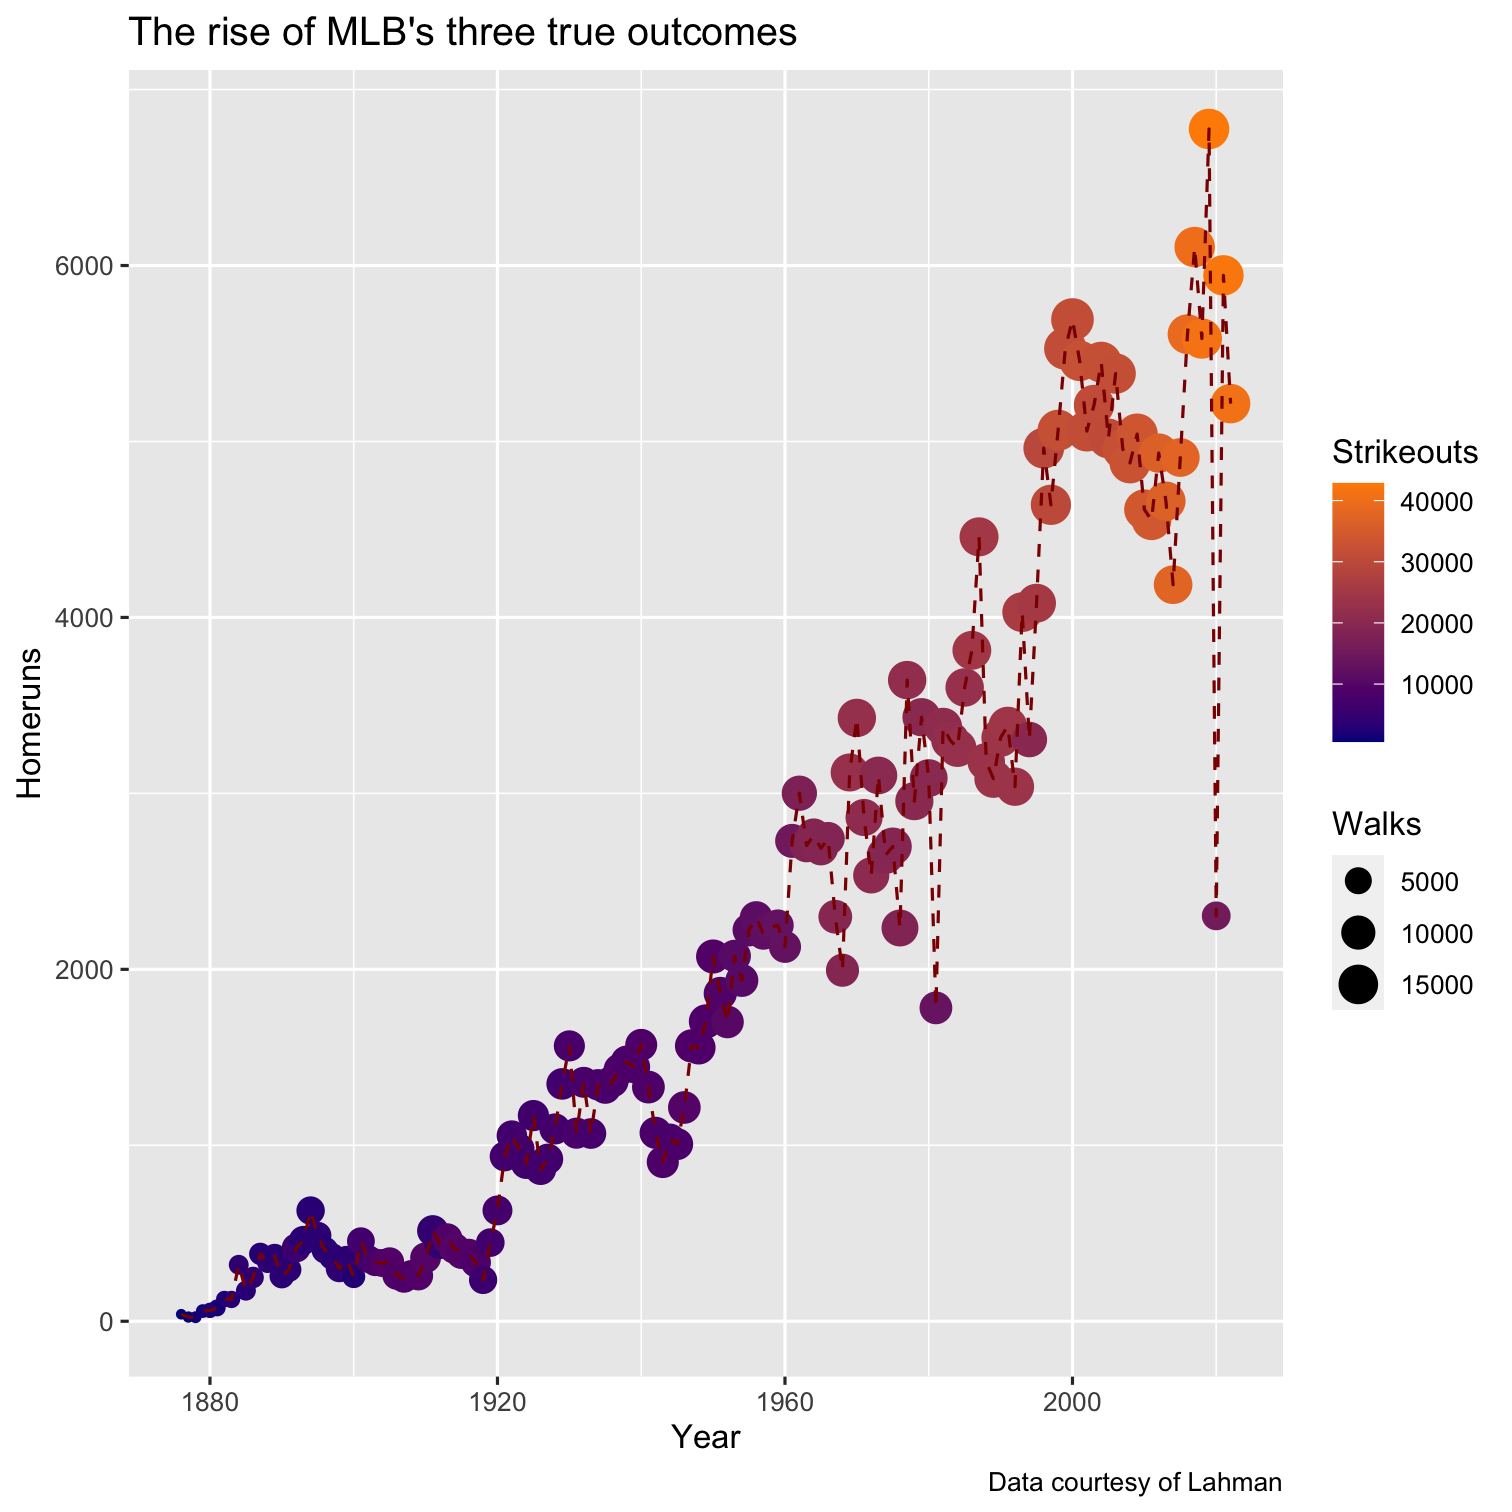 The rise of MLB's three true outcomes
Homeruns
6000
4000
2000
0
1880
1920
1960
2000
Year
Strikeouts
40000
30000
20000
10000
Walks
5000
10000
15000
Data courtesy of Lahman